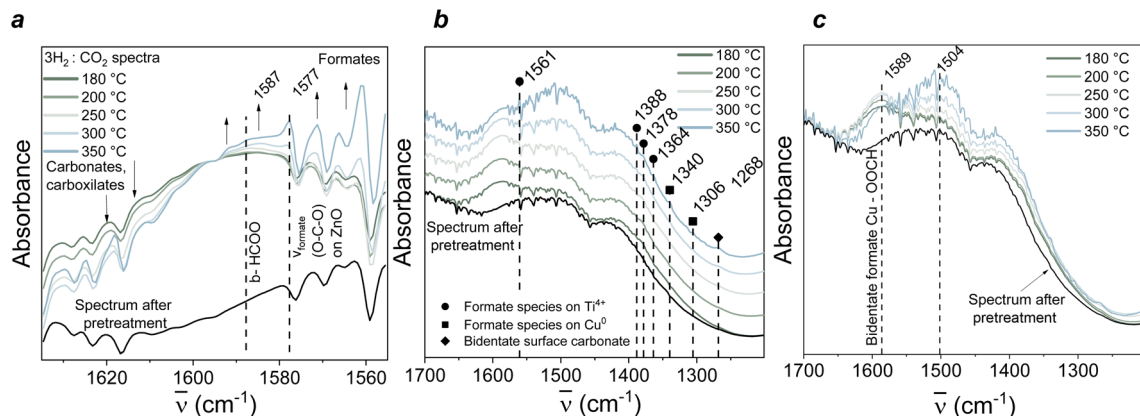 a
3H₂ : CO₂ spectra
180 °C
200 °C
250 °C
300 °C
350 °C
Carbonates,
carboxilates
1587
1577
Formates
b- HCOO
νformate
(O-C-O)
on ZnO
Spectrum after
pretreatment
Absorbance
1620
1600
1580
1560
ν̅ (cm⁻¹)
b
1561
1388
1378
1364
1340
1306
1268
180 °C
200 °C
250 °C
300 °C
350 °C
Spectrum after
pretreatment
Formate species on Ti⁴⁺
Formate species on Cu⁰
Bidentate surface carbonate
Absorbance
1700
1600
1500
1400
1300
ν̅ (cm⁻¹)
c
1589
1504
180 °C
200 °C
250 °C
300 °C
350 °C
Bidentate formate Cu - OOCH
Spectrum after
pretreatment
Absorbance
1700
1600
1500
1400
1300
ν̅ (cm⁻¹)